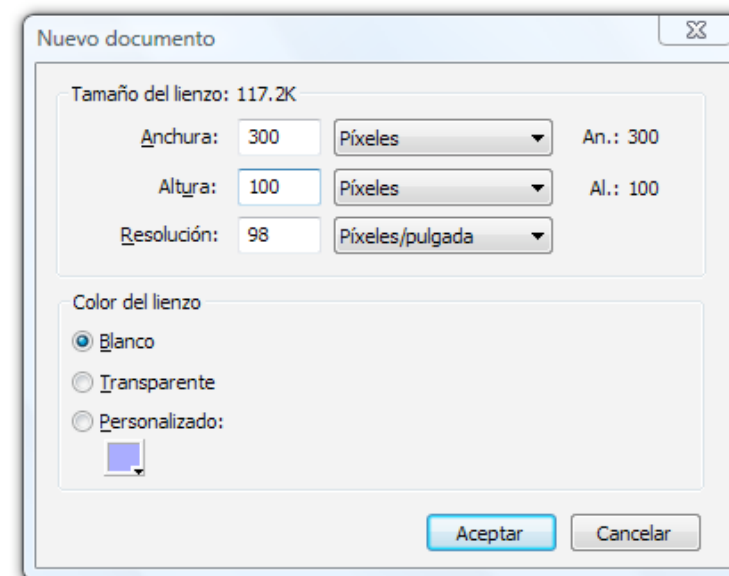 Nuevo documento
Tamaño del lienzo: 117.2K
Anchura: 300 Píxeles An.: 300
Altura: 100 Píxeles Al.: 100
Resolución: 98 Píxeles/pulgada
Color del lienzo
Blanco
Transparente
Personalizado:
Aceptar Cancelar